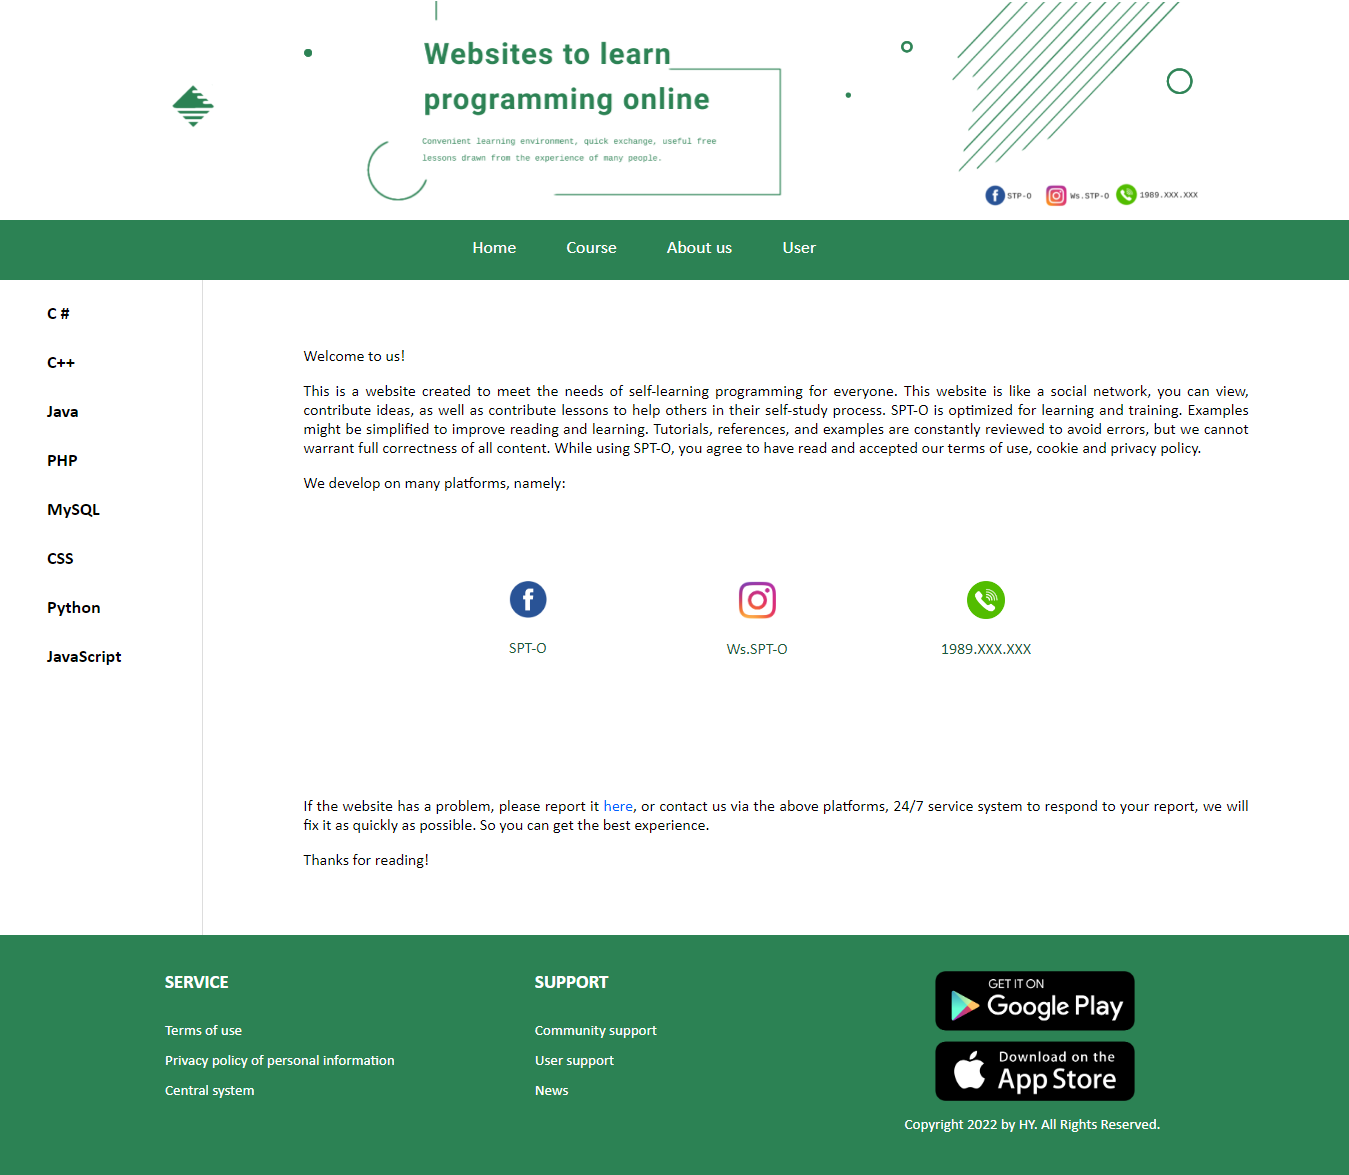 Websites to learn
programming online
Convenient learning environment, quick exchange, useful free
lessons drawn from the experience of many people.
STP-O
Ws.STP-O
1989.XXX.XXX
Home
Course
About us
User
C #
C++
Java
PHP
MySQL
CSS
Python
JavaScript
Welcome to us!
This is a website created to meet the needs of self-learning programming for everyone. This website is like a social network, you can view,
contribute ideas, as well as contribute lessons to help others in their self-study process. SPT-O is optimized for learning and training. Examples
might be simplified to improve reading and learning. Tutorials, references, and examples are constantly reviewed to avoid errors, but we cannot
warrant full correctness of all content. While using SPT-O, you agree to have read and accepted our terms of use, cookie and privacy policy.
We develop on many platforms, namely:
SPT-O
Ws.SPT-O
1989.XXX.XXX
If the website has a problem, please report it here, or contact us via the above platforms, 24/7 service system to respond to your report, we will
fix it as quickly as possible. So you can get the best experience.
Thanks for reading!
SERVICE
Terms of use
Privacy policy of personal information
Central system
SUPPORT
Community support
User support
News
GET IT ON
Google Play
Download on the
App Store
Copyright 2022 by HY. All Rights Reserved.